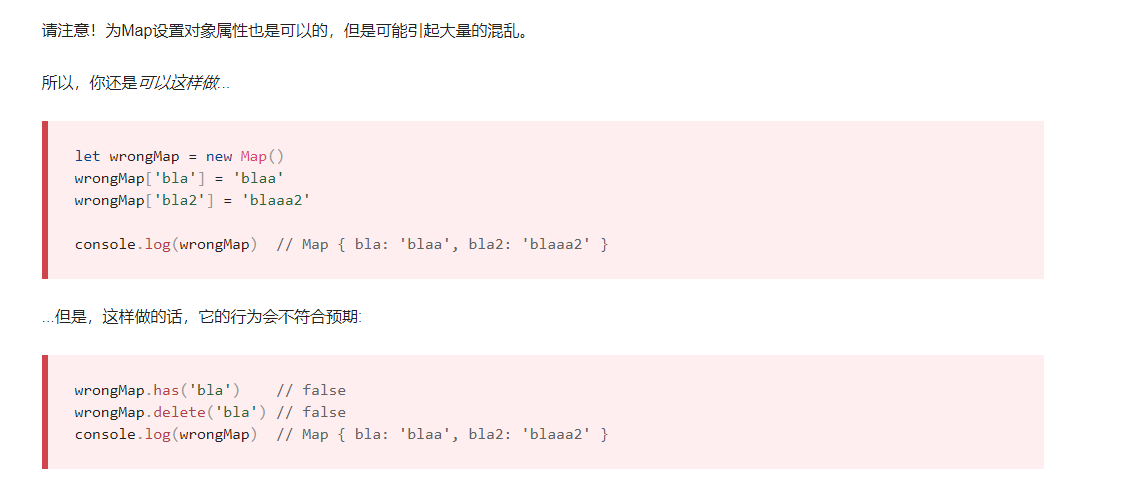 请注意！为Map设置对象属性也是可以的，但是可能引起大量的混乱。
所以，你还是可以这样做...
let wrongMap = new Map()
wrongMap['bla'] = 'blaa'
wrongMap['bla2'] = 'blaaa2'
console.log(wrongMap)  // Map { bla: 'blaa', bla2: 'blaaa2' }
...但是，这样做的话，它的行为会不符合预期:
wrongMap.has('bla')    // false
wrongMap.delete('bla') // false
console.log(wrongMap)  // Map { bla: 'blaa', bla2: 'blaaa2' }